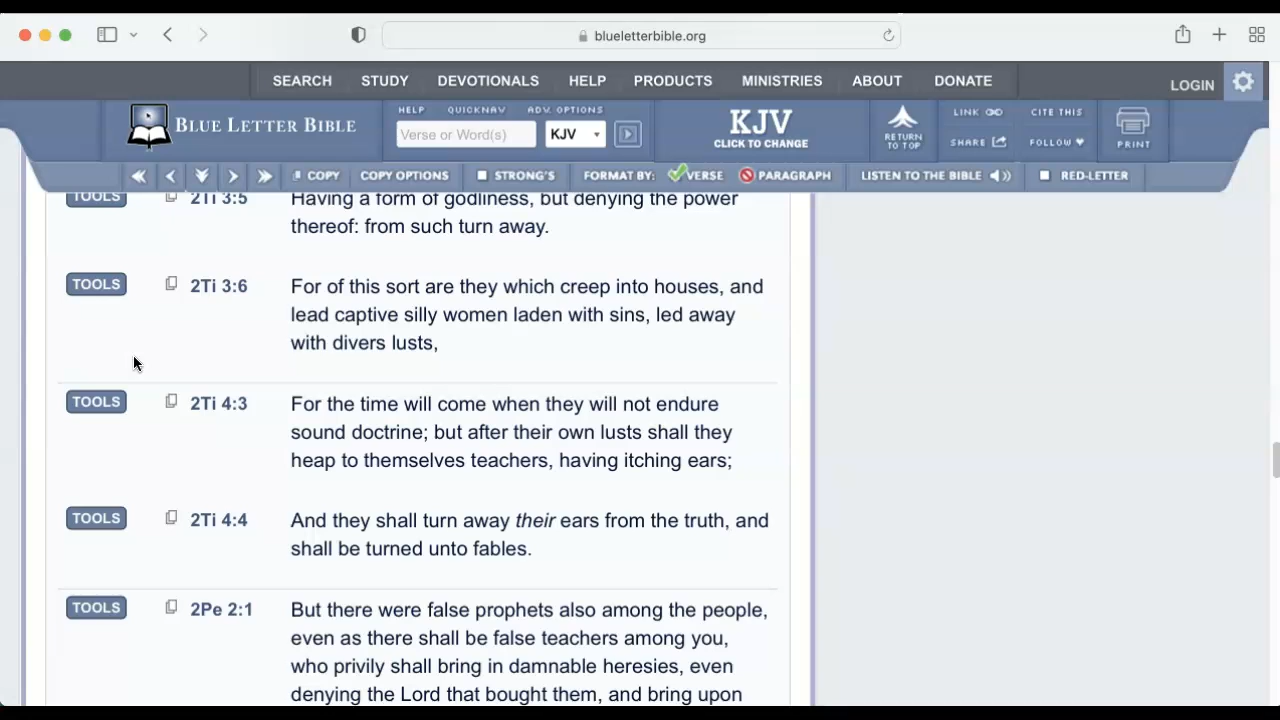 blueletterbible.org
SEARCH STUDY DEVOTIONALS HELP PRODUCTS MINISTRIES ABOUT DONATE
LOGIN
BLUE LETTER BIBLE
HELP QUICKNAV ADV. OPTIONS
Verse or Word(s) KJV
KJV
CLICK TO CHANGE
RETURN
TO TOP
LINK CITE THIS
SHARE FOLLOW
PRINT
COPY COPY OPTIONS STRONG'S FORMAT BY: VERSE PARAGRAPH LISTEN TO THE BIBLE RED-LETTER
TOOLS 2Ti 3:5 Having a form of godliness, but denying the power
thereof: from such turn away.
TOOLS 2Ti 3:6 For of this sort are they which creep into houses, and
lead captive silly women laden with sins, led away
with divers lusts,
TOOLS 2Ti 4:3 For the time will come when they will not endure
sound doctrine; but after their own lusts shall they
heap to themselves teachers, having itching ears;
TOOLS 2Ti 4:4 And they shall turn away their ears from the truth, and
shall be turned unto fables.
TOOLS 2Pe 2:1 But there were false prophets also among the people,
even as there shall be false teachers among you,
who privily shall bring in damnable heresies, even
denying the Lord that bought them, and bring upon